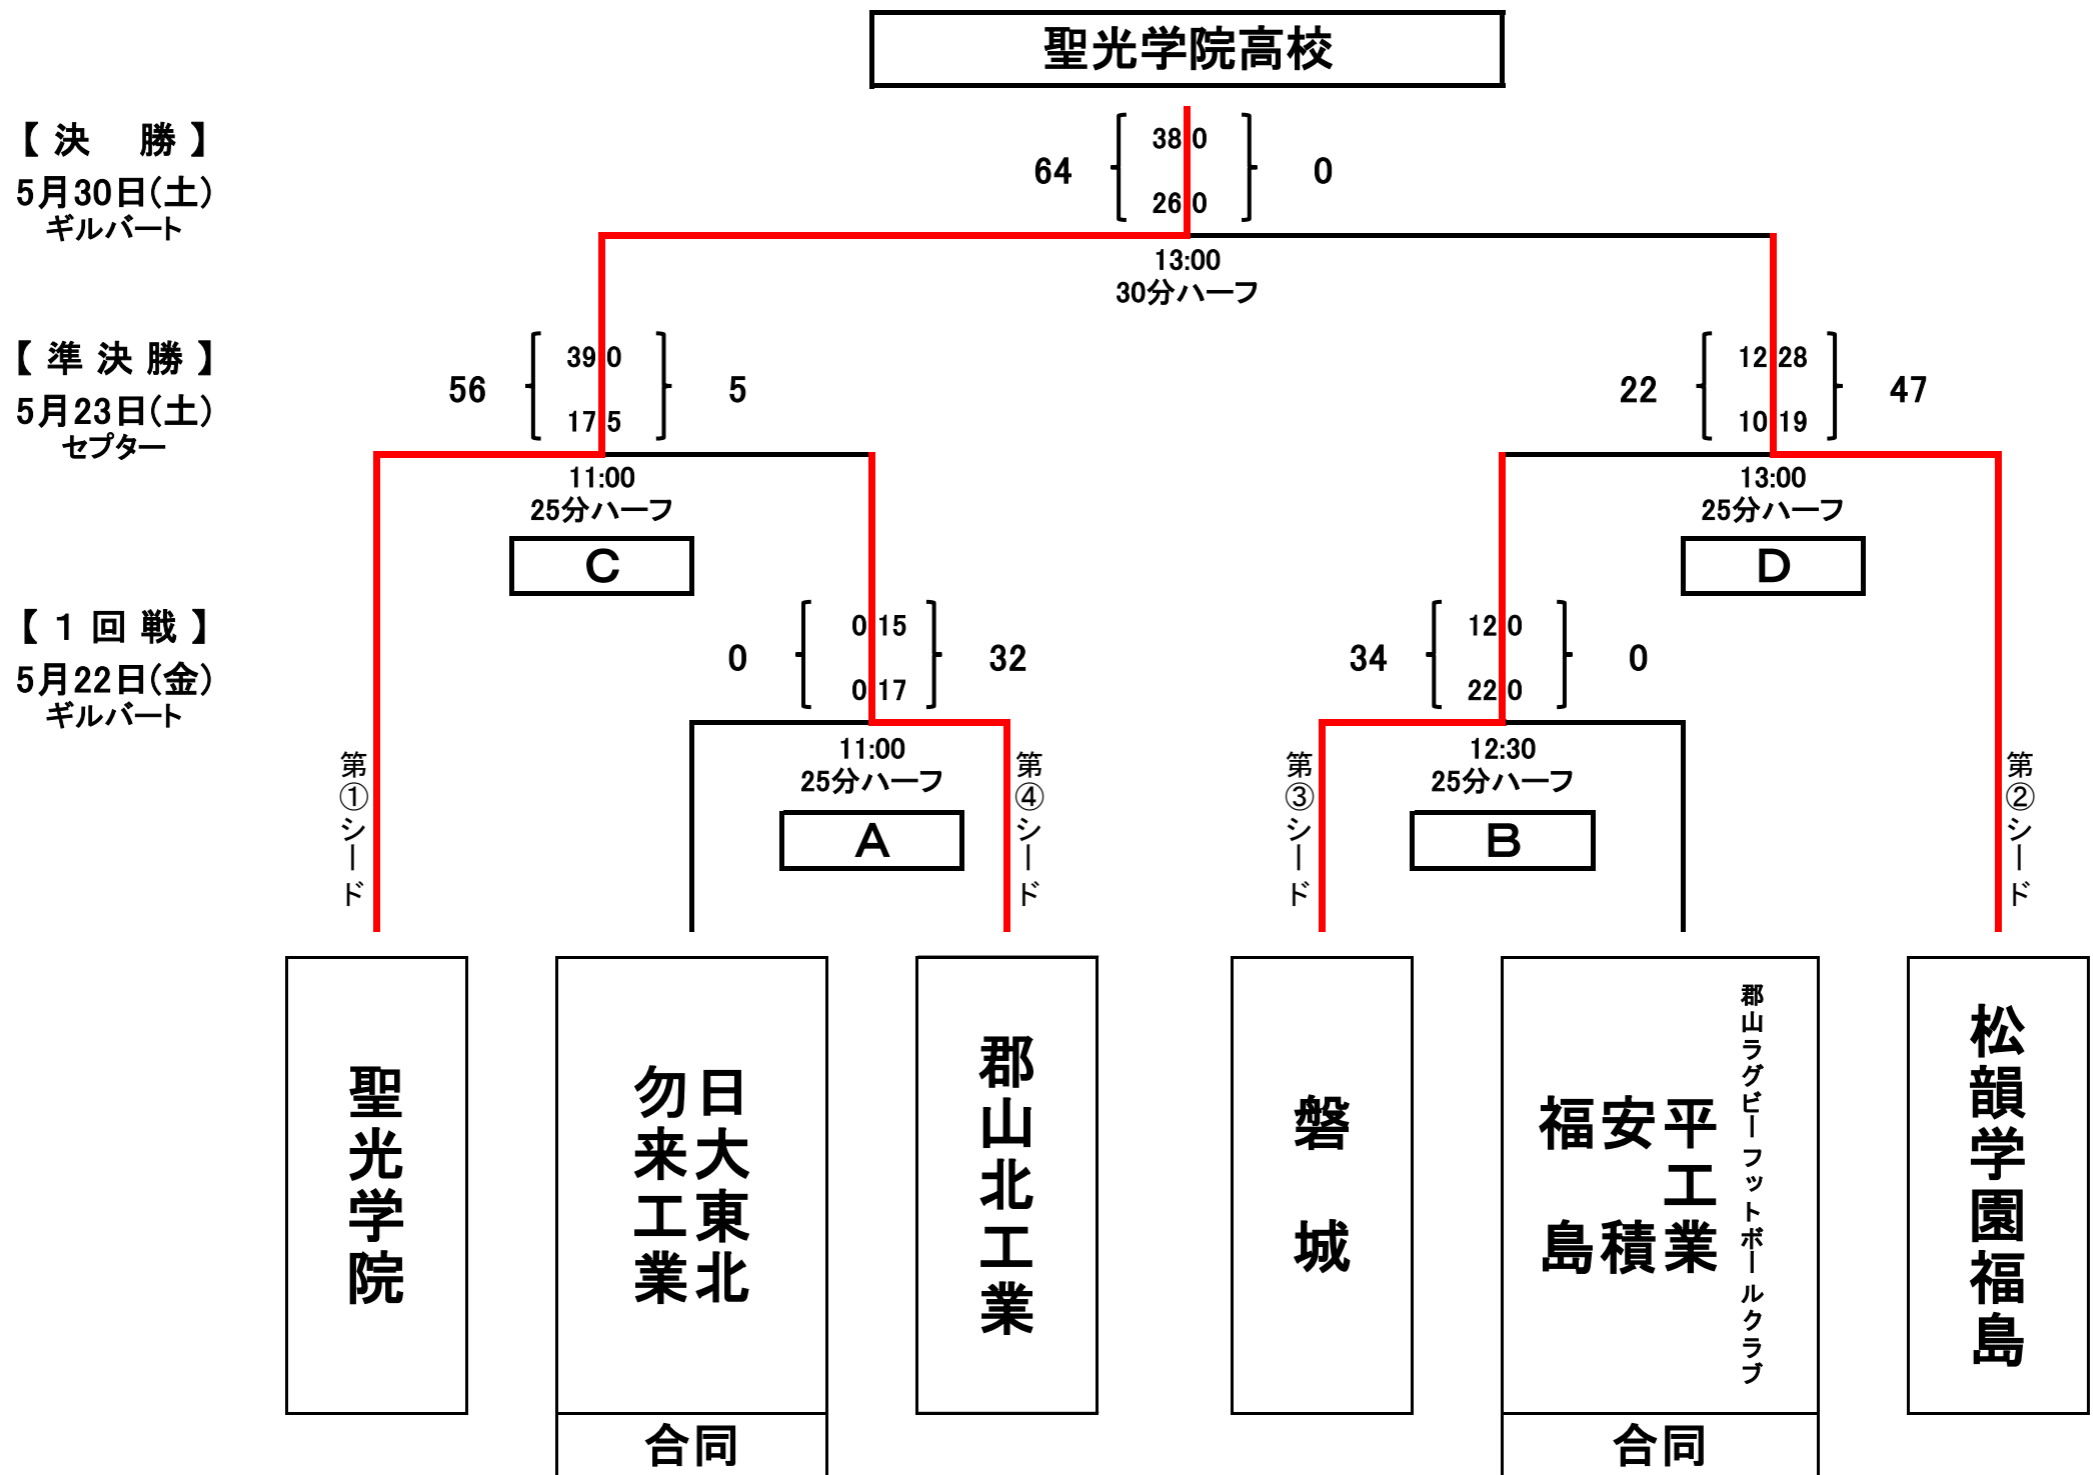 聖光学院高校
【 決　勝 】
5月30日(土)
ギルバート
64
38 0
26 0
0
13:00
30分ハーフ
【 準 決 勝 】
5月23日(土)
セプター
56
39 0
17 5
5
11:00
25分ハーフ
C
22
12 28
10 19
47
13:00
25分ハーフ
D
【 1 回 戦 】
5月22日(金)
ギルバート
0
0 15
0 17
32
11:00
25分ハーフ
A
34
12 0
22 0
0
12:30
25分ハーフ
B
第①シード
第④シード
第③シード
第②シード
聖光学院
日大東北
勿来工業
合同
郡山北工業
磐城
郡山ラグビーフットボールクラブ
平工業
安積
福島
合同
松韻学園福島